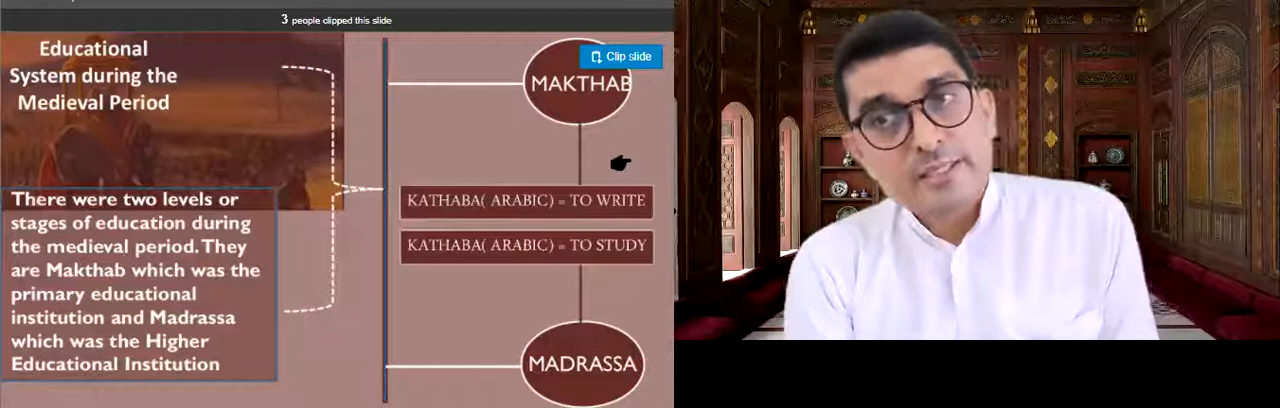 3 people clipped this slide
Educational
System during the
Medieval Period
Clip slide
MAKTHAB
KATHABA( ARABIC) = TO WRITE
KATHABA( ARABIC) = TO STUDY
There were two levels or
stages of education during
the medieval period. They
are Makthab which was the
primary educational
institution and Madrassa
which was the Higher
Educational Institution
MADRASSA